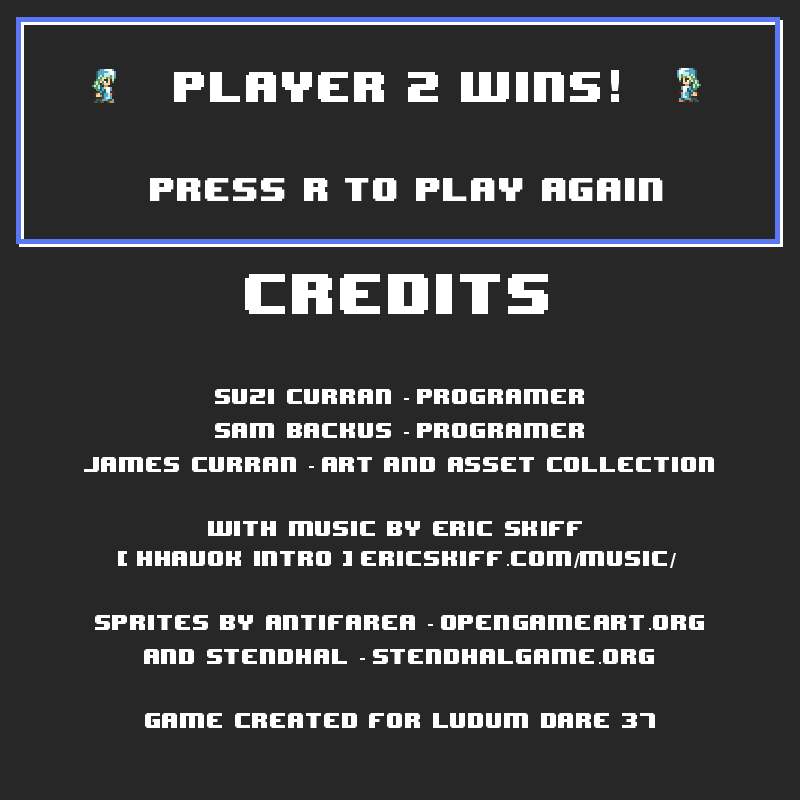 PLAYER 2 WINS!
PRESS R TO PLAY AGAIN
CREDITS
SUZI CURRAN - PROGRAMER
SAM BACKUS - PROGRAMER
JAMES CURRAN - ART AND ASSET COLLECTION
WITH MUSIC BY ERIC SKIFF
[ HHAVOK INTRO ] ERICSKIFF.COM/MUSIC/
SPRITES BY ANTIFAREA - OPENGAMEART.ORG
AND STENDHAL - STENDHALGAME.ORG
GAME CREATED FOR LUDUM DARE 37